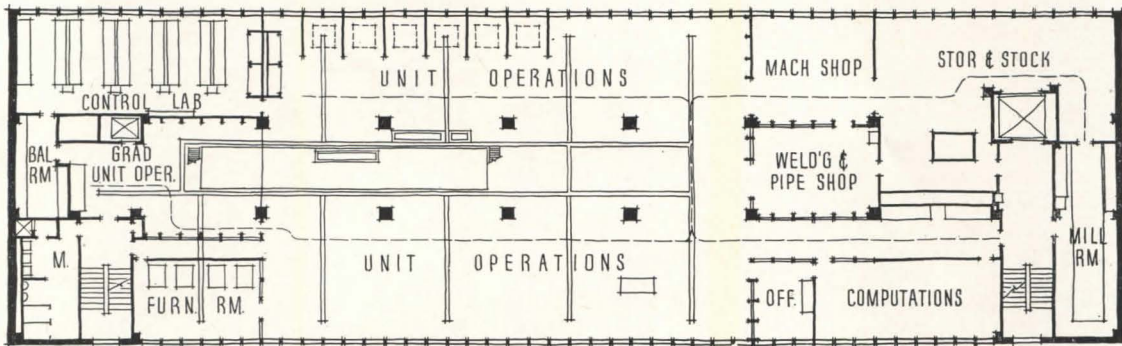 UNIT OPERATIONS
MACH SHOP
STOR & STOCK
CONTROL LAB
BAL
RM
GRAD
UNIT OPER.
WELD'G &
PIPE SHOP
M.
UNIT OPERATIONS
MILL
RM
FURN. RM.
OFF.
COMPUTATIONS